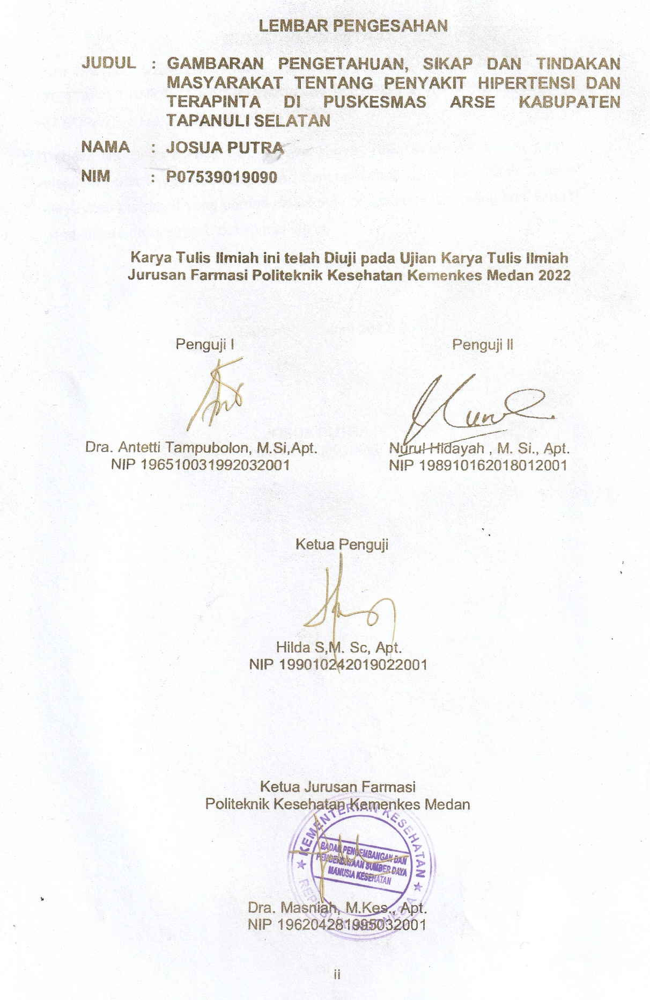 LEMBAR PENGESAHAN
JUDUL : GAMBARAN PENGETAHUAN, SIKAP DAN TINDAKAN
MASYARAKAT TENTANG PENYAKIT HIPERTENSI DAN
TERAPINTA DI PUSKESMAS ARSE KABUPATEN
TAPANULI SELATAN
NAMA : JOSUA PUTRA
NIM : P07539019090
Karya Tulis Ilmiah ini telah Diuji pada Ujian Karya Tulis Ilmiah
Jurusan Farmasi Politeknik Kesehatan Kemenkes Medan 2022
Penguji I
Penguji II
Dra. Antetti Tampubolon, M.Si,Apt.
NIP 196510031992032001
Nurul Hidayah , M. Si., Apt.
NIP 198910162018012001
Ketua Penguji
Hilda S,M. Sc, Apt.
NIP 199010242019022001
Ketua Jurusan Farmasi
Politeknik Kesehatan Kemenkes Medan
KEMENTERIAN KESEHATAN
BADAN PENGEMBANGAN DAN
PEMBERDAYAAN SUMBER DAYA
MANUSIA KESEHATAN
REPUBLIK INDONESIA
Dra. Masniah, M.Kes., Apt.
NIP 196204281995032001
ii